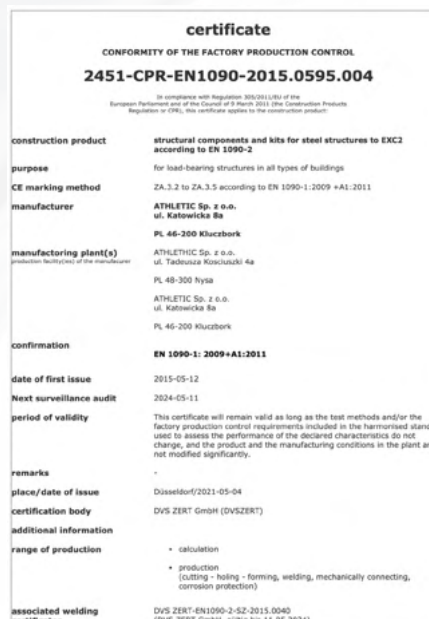 certificate
CONFORMITY OF THE FACTORY PRODUCTION CONTROL
2451-CPR-EN1090-2015.0595.004
In compliance with Regulation 305/2011/EU of the
European Parliament and of the Council of 9 March 2011 (the Construction Products
Regulation or CPR), this certificate applies to the construction product:
construction product structural components and kits for steel structures to EXC2
according to EN 1090-2
purpose for load-bearing structures in all types of buildings
CE marking method ZA.3.2 to ZA.3.5 according to EN 1090-1:2009 +A1:2011
manufacturer ATHLETIC Sp. z o.o.
ul. Katowicka 8a
PL 46-200 Kluczbork
manufactoring plant(s) ATHLETHIC Sp. z o.o.
production facility(ies) of the manufacturer ul. Tadeusza Kosciuszki 4a
PL 48-300 Nysa
ATHLETIC Sp. z o.o.
ul. Katowicka 8a
PL 46-200 Kluczbork
confirmation
EN 1090-1: 2009+A1:2011
date of first issue 2015-05-12
Next surveillance audit 2024-05-11
period of validity This certificate will remain valid as long as the test methods and/or the
factory production control requirements included in the harmonised stand
used to assess the performance of the declared characteristics do not
change, and the product and the manufacturing conditions in the plant ar
not modified significantly.
remarks -
place/date of issue Düsseldorf/2021-05-04
certification body DVS ZERT GmbH (DVSZERT)
additional information
range of production • calculation
• production
(cutting - holing - forming, welding, mechanically connecting,
corrosion protection)
associated welding DVS ZERT-EN1090-2-SZ-2015.0040